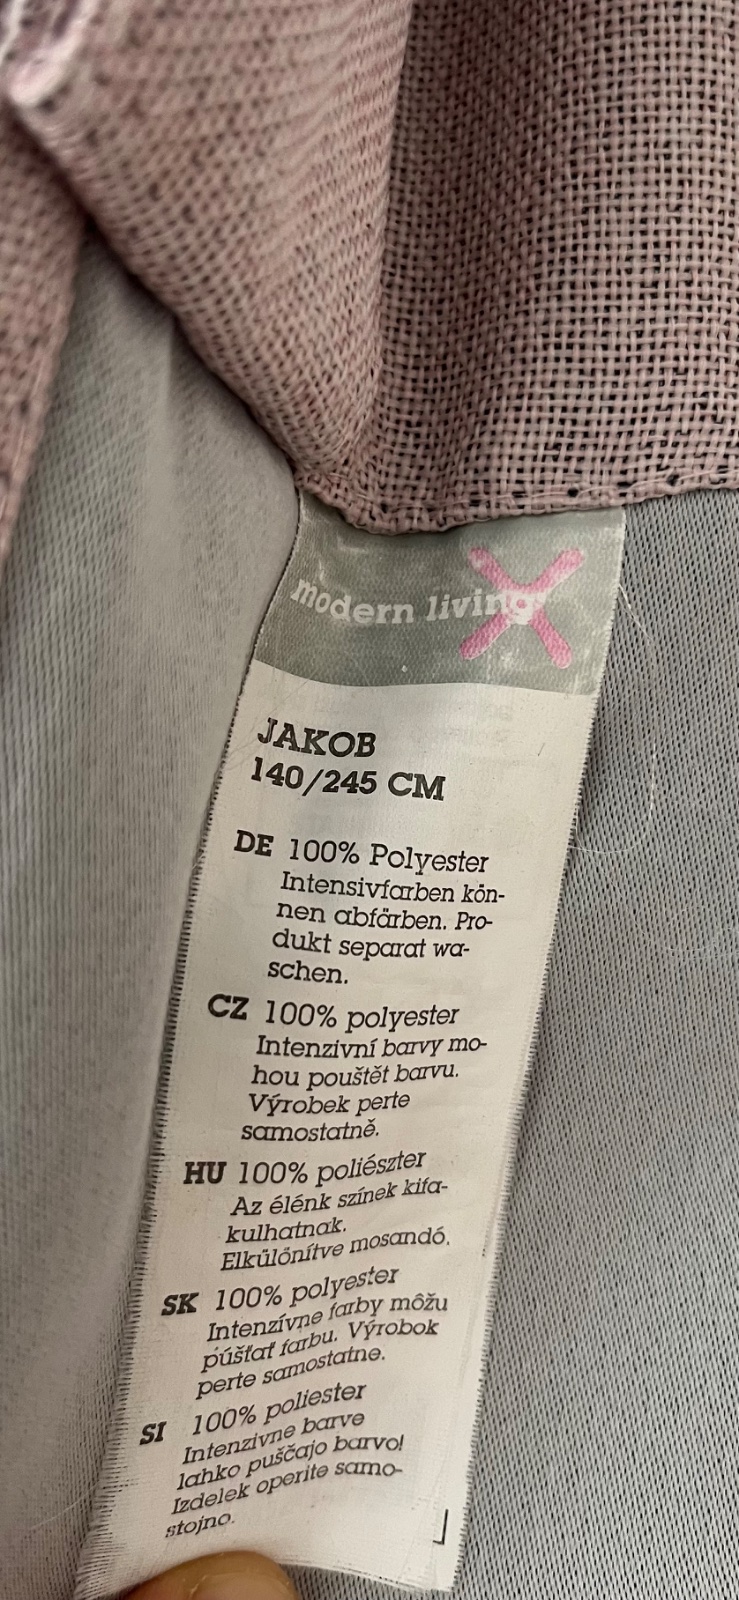 modern living
JAKOB
140/245 CM
DE 100% Polyester
Intensivfarben kön-
nen abfärben. Pro-
dukt separat wa-
schen.
CZ 100% polyester
Intenzivní barvy mo-
hou pouštět barvu.
Výrobek perte
samostatně.
HU 100% poliészter
Az élénk színek kifa-
kulhatnak.
Elkülönítve mosandó.
SK 100% polyester
Intenzívne farby môžu
púšťať farbu. Výrobok
perte samostatne.
SI 100% poliester
Intenzivne barve
lahko puščajo barvo!
Izdelek operite samo-
stojno.